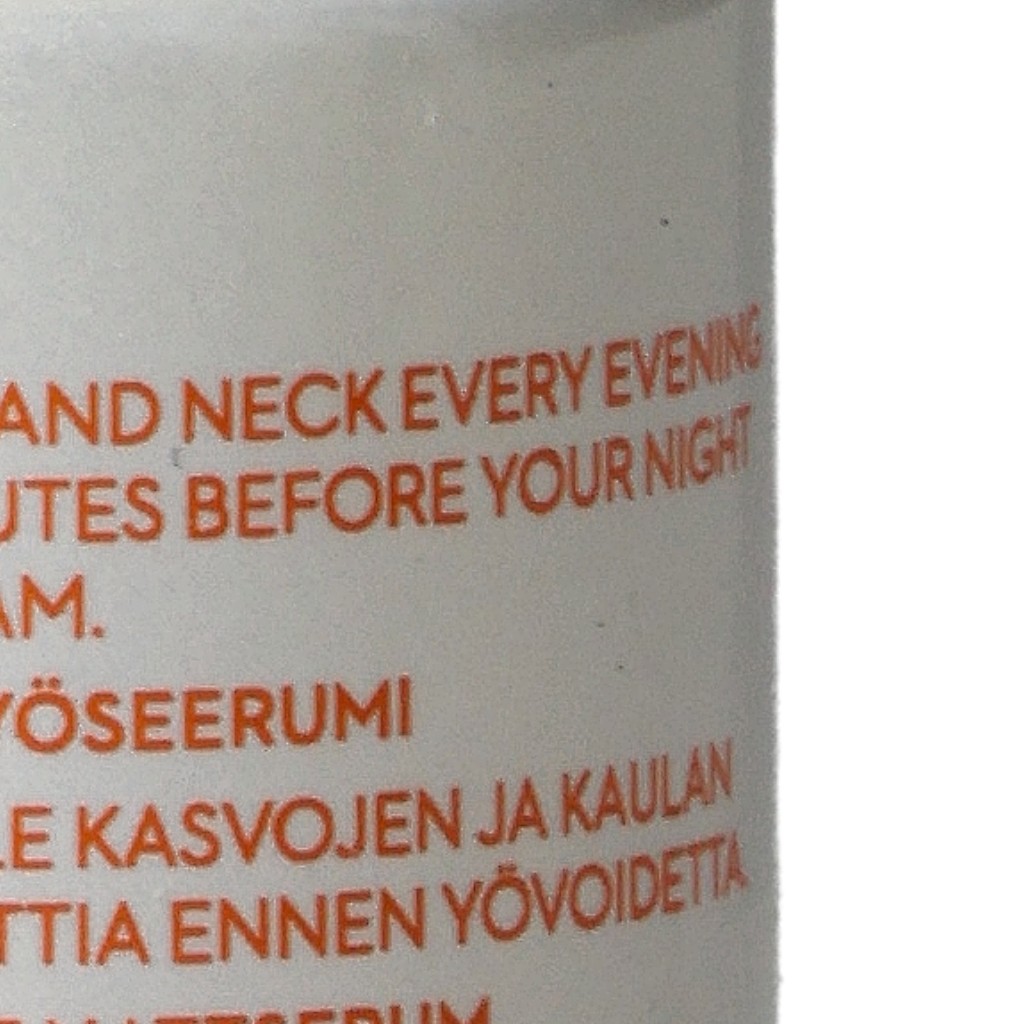 AND NECK EVERY EVENING
UTES BEFORE YOUR NIGHT
AM.
YÖSEERUMI
LE KASVOJEN JA KAULAN
TTIA ENNEN YÖVOIDETTA.